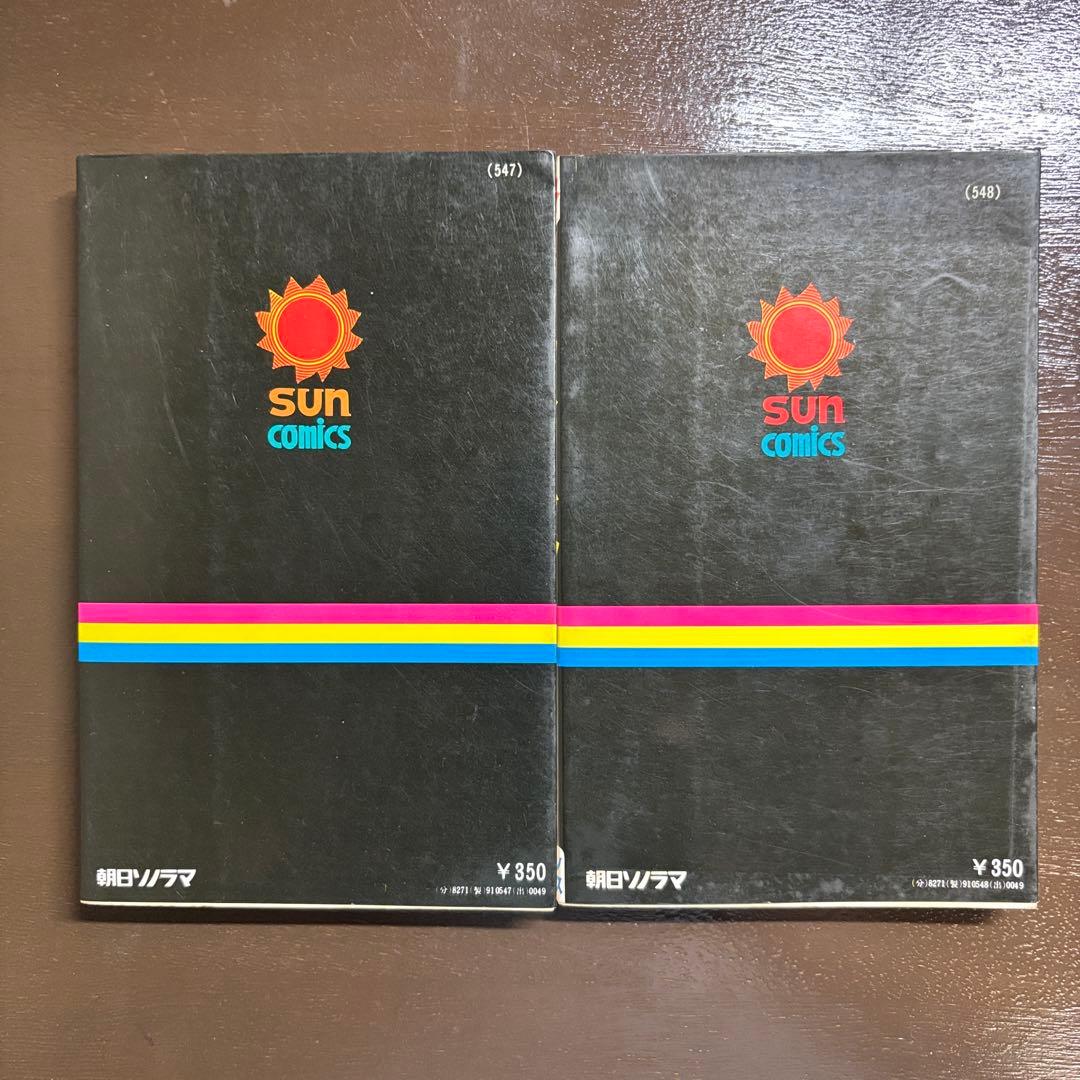 (547)
sun
comics
朝日ソノラマ
¥350
(分)8271(製)910547(出)0049
(548)
sun
comics
朝日ソノラマ
¥350
(分)8271(製)910548(出)0049